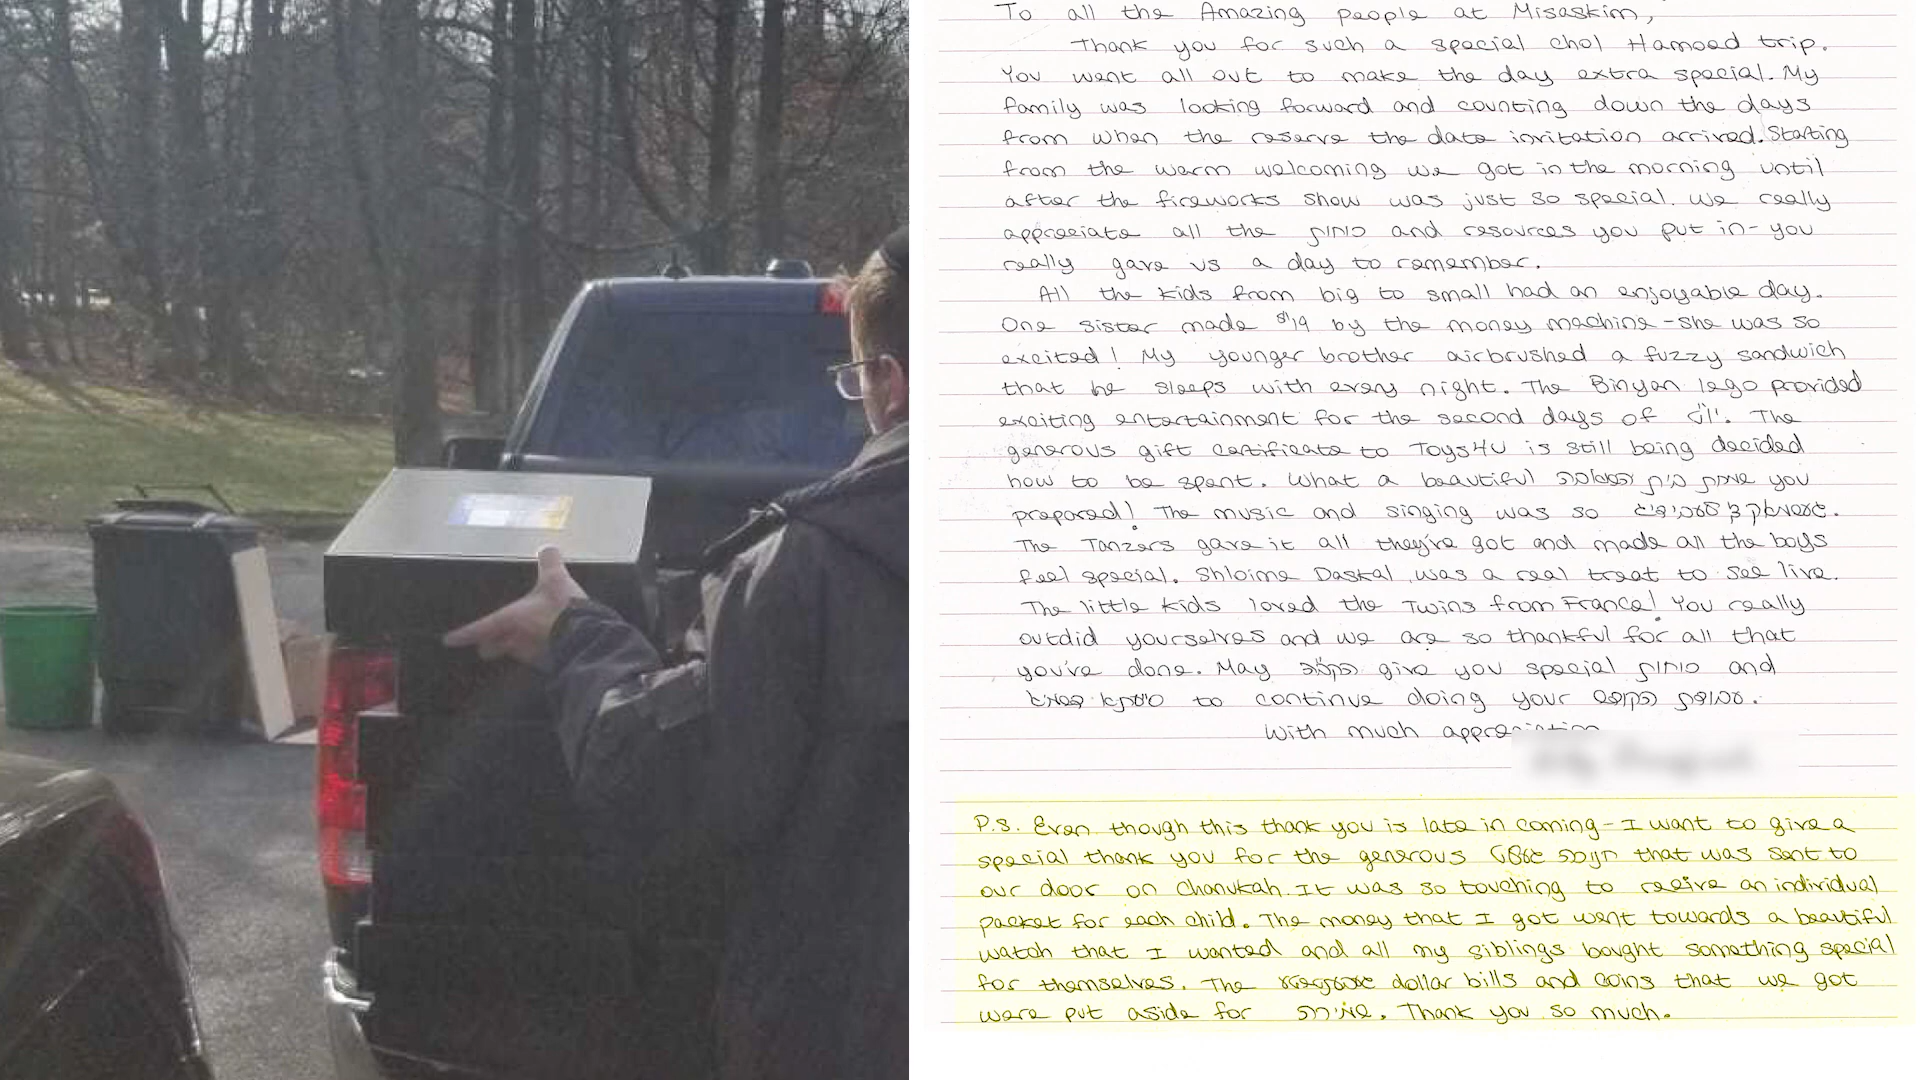 To all the Amazing people at Misaskim,
Thank you for such a special chol Hamoed trip.
You went all out to make the day extra special. My
family was looking forward and counting down the days
from when the reserve the date invitation arrived. Starting
from the warm welcoming we got in the morning until
after the fireworks show was just so special. We really
appreciate all the כוחות and resources you put in- you
really gave us a day to remember.
All the kids from big to small had an enjoyable day.
One sister made $19 by the money machine - she was so
excited! My younger brother airbrushed a fuzzy sandwich
that he sleeps with every night. The Binyan lego provided
exciting entertainment for the second days of יו"ט. The
generous gift certificate to Toys4U is still being decided
how to be spent. What a beautiful שמחת בית השואבה you
prepared! The music and singing was so
The Tanzers gave it all they've got and made all the boys
feel special. Shloime Daskal was a real treat to see live.
The little kids loved the Twins from France! You really
outdid yourselves and we are so thankful for all that
you've done. May הקב"ה give you special כוחות and
סייעתא דשמיא to continue doing your עבודת הקודש.
With much appreciation
P.S. Even though this thank you is late in coming - I want to give a
special thank you for the generous חנוכה געלט that was sent to
our door on Chanukah. It was so touching to receive an individual
packet for each child. The money that I got went towards a beautiful
watch that I wanted and all my siblings bought something special
for themselves. The dollar bills and coins that we got
were put aside for שמירה. Thank you so much.